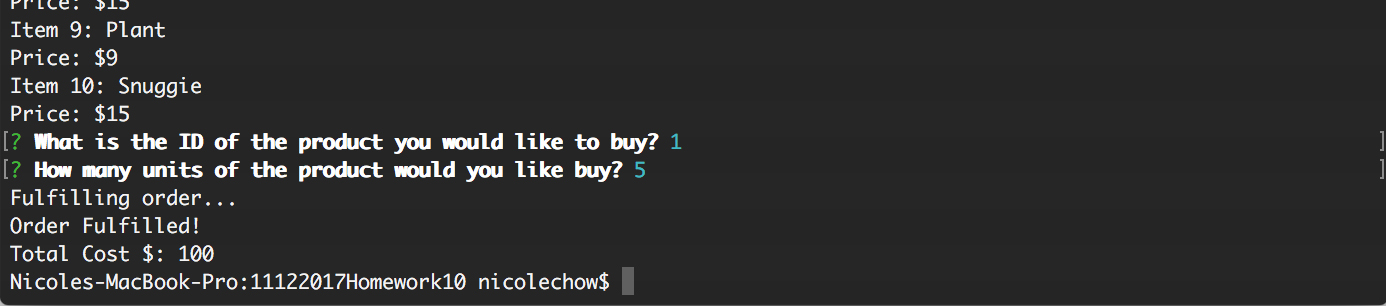 Price: $15
Item 9: Plant
Price: $9
Item 10: Snuggie
Price: $15
[? What is the ID of the product you would like to buy? 1 ]
[? How many units of the product would you like buy? 5 ]
Fulfilling order...
Order Fulfilled!
Total Cost $: 100
Nicoles-MacBook-Pro:11122017Homework10 nicolechow$